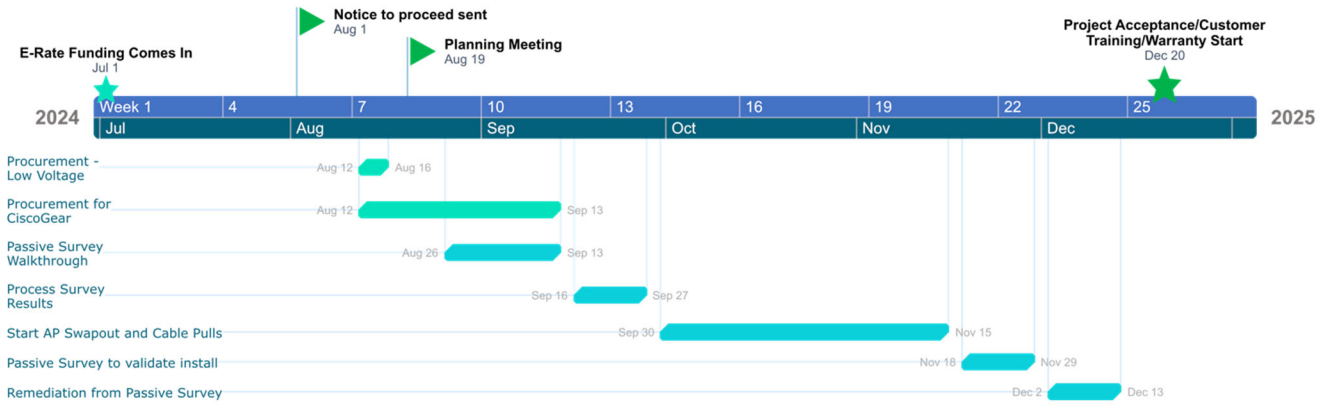 Notice to proceed sent
Aug 1
Planning Meeting
Aug 19
E-Rate Funding Comes In
Jul 1
Project Acceptance/Customer
Training/Warranty Start
Dec 20
2024
Week 1 4 7 10 13 16 19 22 25
2025
Jul Aug Sep Oct Nov Dec
Procurement -
Low Voltage
Aug 12 Aug 16
Procurement for
CiscoGear
Aug 12 Sep 13
Passive Survey
Walkthrough
Aug 26 Sep 13
Process Survey
Results
Sep 16 Sep 27
Start AP Swapout and Cable Pulls Sep 30 Nov 15
Passive Survey to validate install Nov 18 Nov 29
Remediation from Passive Survey Dec 2 Dec 13